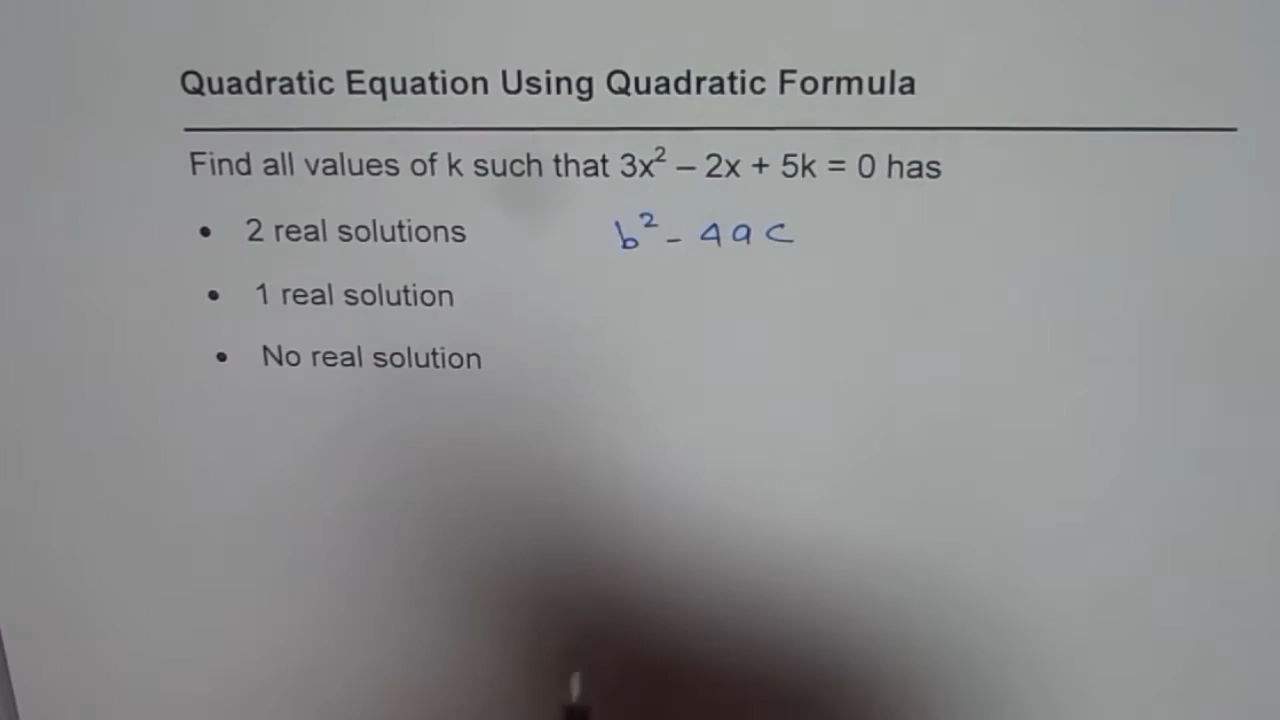 Quadratic Equation Using Quadratic Formula
Find all values of k such that 3x² – 2x + 5k = 0 has
• 2 real solutions b² - 4ac
• 1 real solution
• No real solution